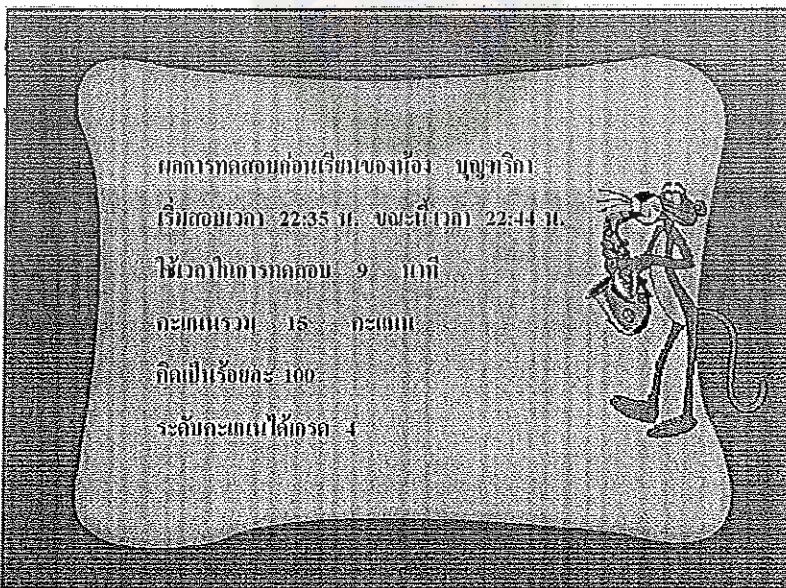 ผลการทดสอบก่อนเรียนของน้อง บุญฑริกา
เริ่มสอบเวลา 22:35 น. ขณะนี้เวลา 22:44 น.
ใช้เวลาในการทดสอบ 9 นาที
คะแนนรวม 15 คะแนน
คิดเป็นร้อยละ 100
ระดับคะแนนได้เกรด 4